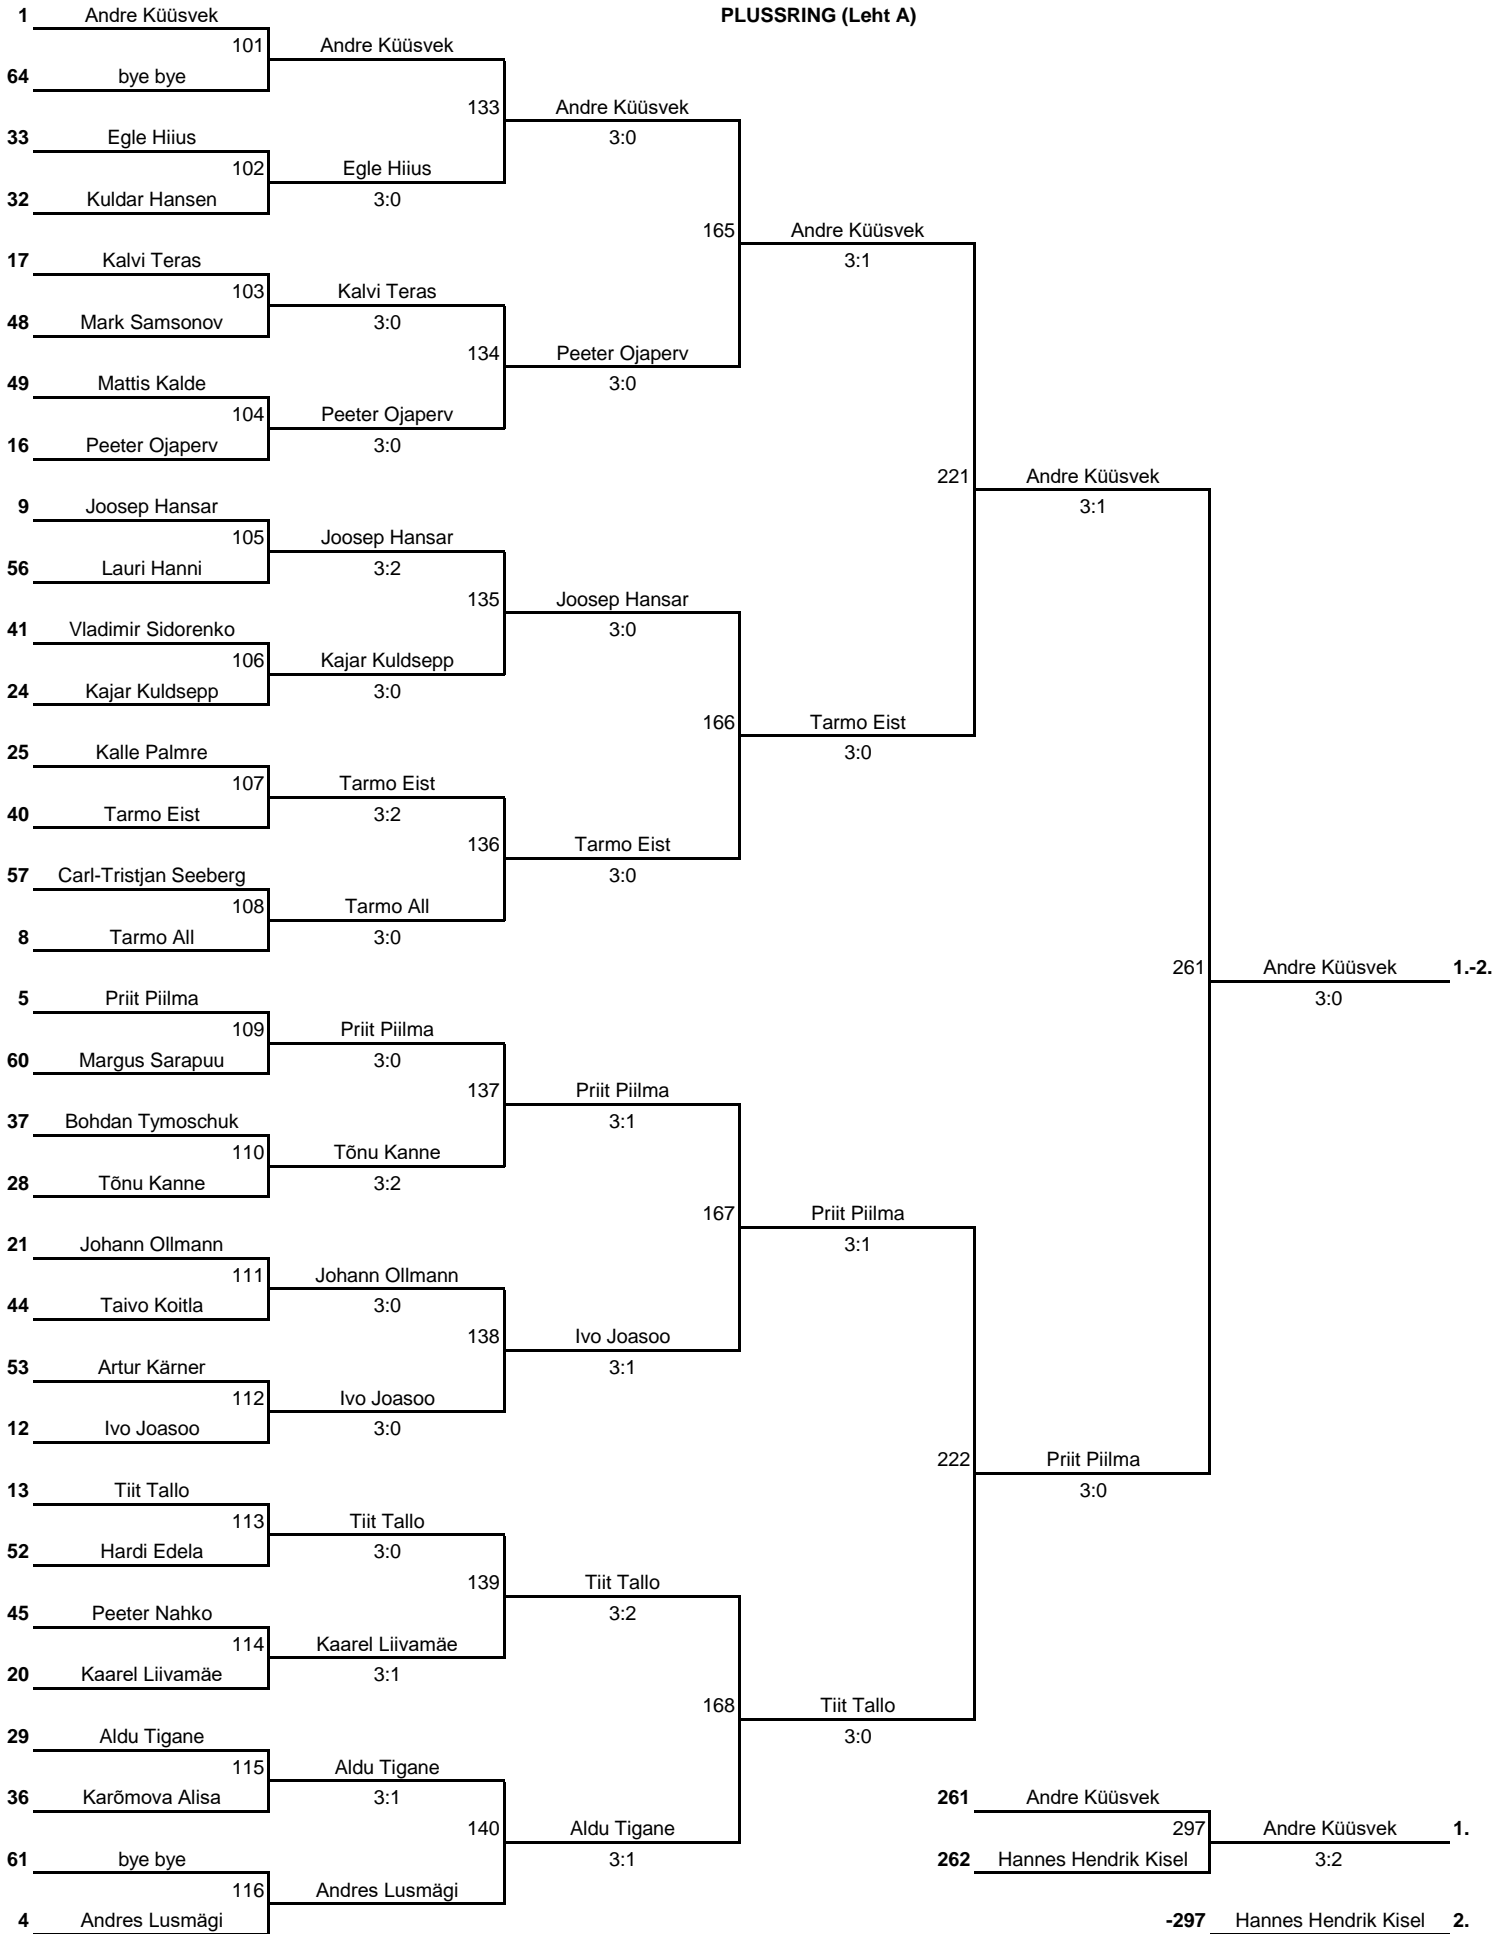 PLUSSRING (Leht A)
1 Andre Küüsvek
101 Andre Küüsvek
64 bye bye
133 Andre Küüsvek
3:0
33 Egle Hiius
102 Egle Hiius
3:0
32 Kuldar Hansen
165 Andre Küüsvek
3:1
17 Kalvi Teras
103 Kalvi Teras
3:0
48 Mark Samsonov
134 Peeter Ojaperv
3:0
49 Mattis Kalde
104 Peeter Ojaperv
3:0
16 Peeter Ojaperv
221 Andre Küüsvek
3:1
9 Joosep Hansar
105 Joosep Hansar
3:2
56 Lauri Hanni
135 Joosep Hansar
3:0
41 Vladimir Sidorenko
106 Kajar Kuldsepp
3:0
24 Kajar Kuldsepp
166 Tarmo Eist
3:0
25 Kalle Palmre
107 Tarmo Eist
3:2
40 Tarmo Eist
136 Tarmo Eist
3:0
57 Carl-Tristjan Seeberg
108 Tarmo All
3:0
8 Tarmo All
261 Andre Küüsvek 1.-2.
3:0
5 Priit Piilma
109 Priit Piilma
3:0
60 Margus Sarapuu
137 Priit Piilma
3:1
37 Bohdan Tymoschuk
110 Tõnu Kanne
3:2
28 Tõnu Kanne
167 Priit Piilma
3:1
21 Johann Ollmann
111 Johann Ollmann
3:0
44 Taivo Koitla
138 Ivo Joasoo
3:1
53 Artur Kärner
112 Ivo Joasoo
3:0
12 Ivo Joasoo
222 Priit Piilma
3:0
13 Tiit Tallo
113 Tiit Tallo
3:0
52 Hardi Edela
139 Tiit Tallo
3:2
45 Peeter Nahko
114 Kaarel Liivamäe
3:1
20 Kaarel Liivamäe
168 Tiit Tallo
3:0
29 Aldu Tigane
115 Aldu Tigane
3:1
36 Karõmova Alisa
140 Aldu Tigane
3:1
61 bye bye
116 Andres Lusmägi
4 Andres Lusmägi
261 Andre Küüsvek
297 Andre Küüsvek 1.
3:2
262 Hannes Hendrik Kisel
-297 Hannes Hendrik Kisel 2.